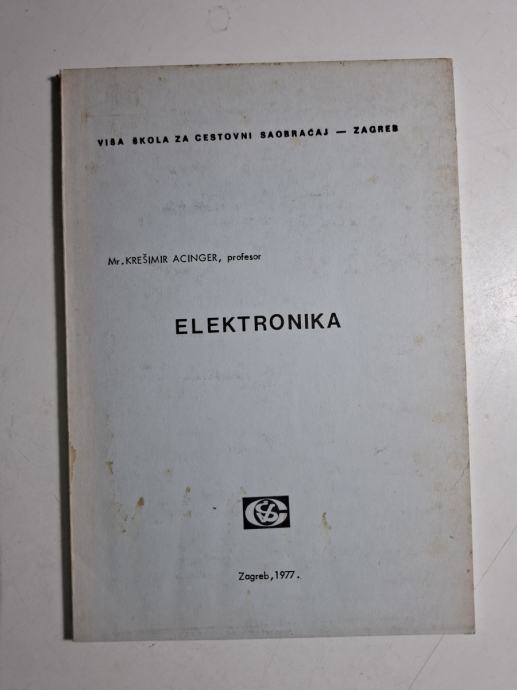 VIŠA ŠKOLA ZA CESTOVNI SAOBRAĆAJ — ZAGREB
Mr. KREŠIMIR ACINGER, profesor
ELEKTRONIKA
Zagreb, 1977.